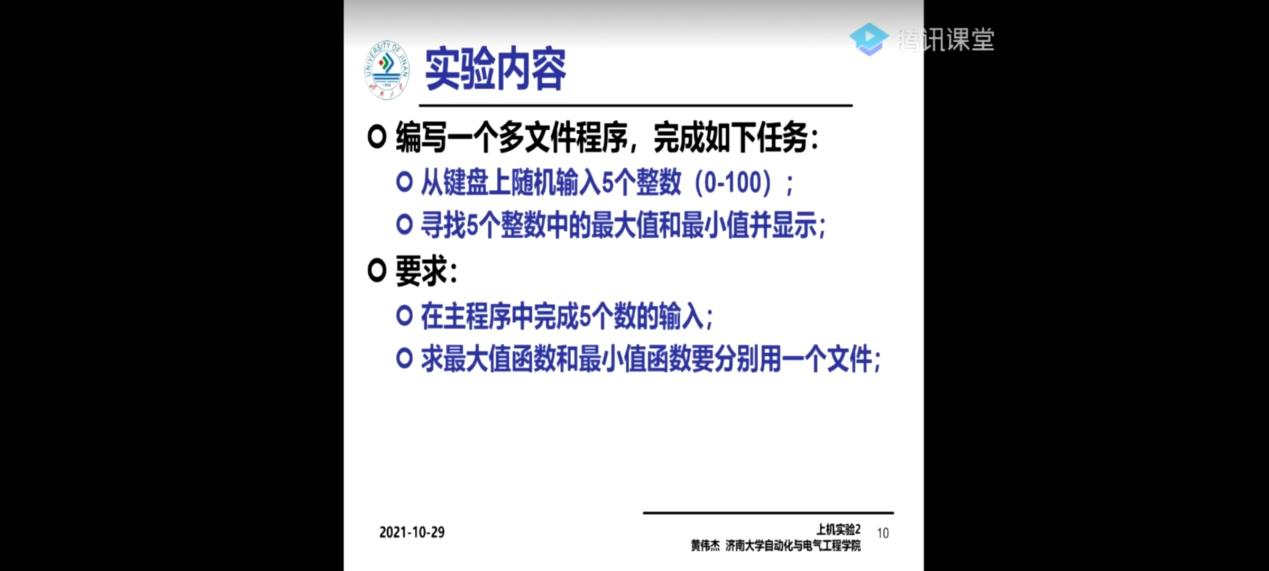 腾讯课堂
UNIVERSITY OF JINAN
实验内容
编写一个多文件程序，完成如下任务：
从键盘上随机输入5个整数（0-100）；
寻找5个整数中的最大值和最小值并显示；
要求：
在主程序中完成5个数的输入；
求最大值函数和最小值函数要分别用一个文件；
2021-10-29
上机实验2
黄伟杰 济南大学自动化与电气工程学院
10